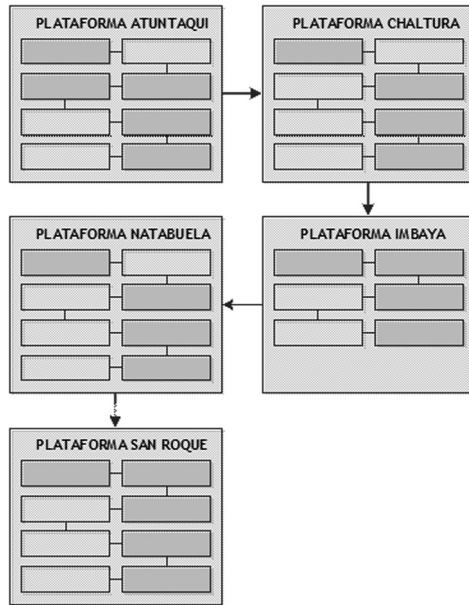 PLATAFORMA ATUNTAQUI
PLATAFORMA CHALTURA
PLATAFORMA NATABUELA
PLATAFORMA IMBAYA
PLATAFORMA SAN ROQUE